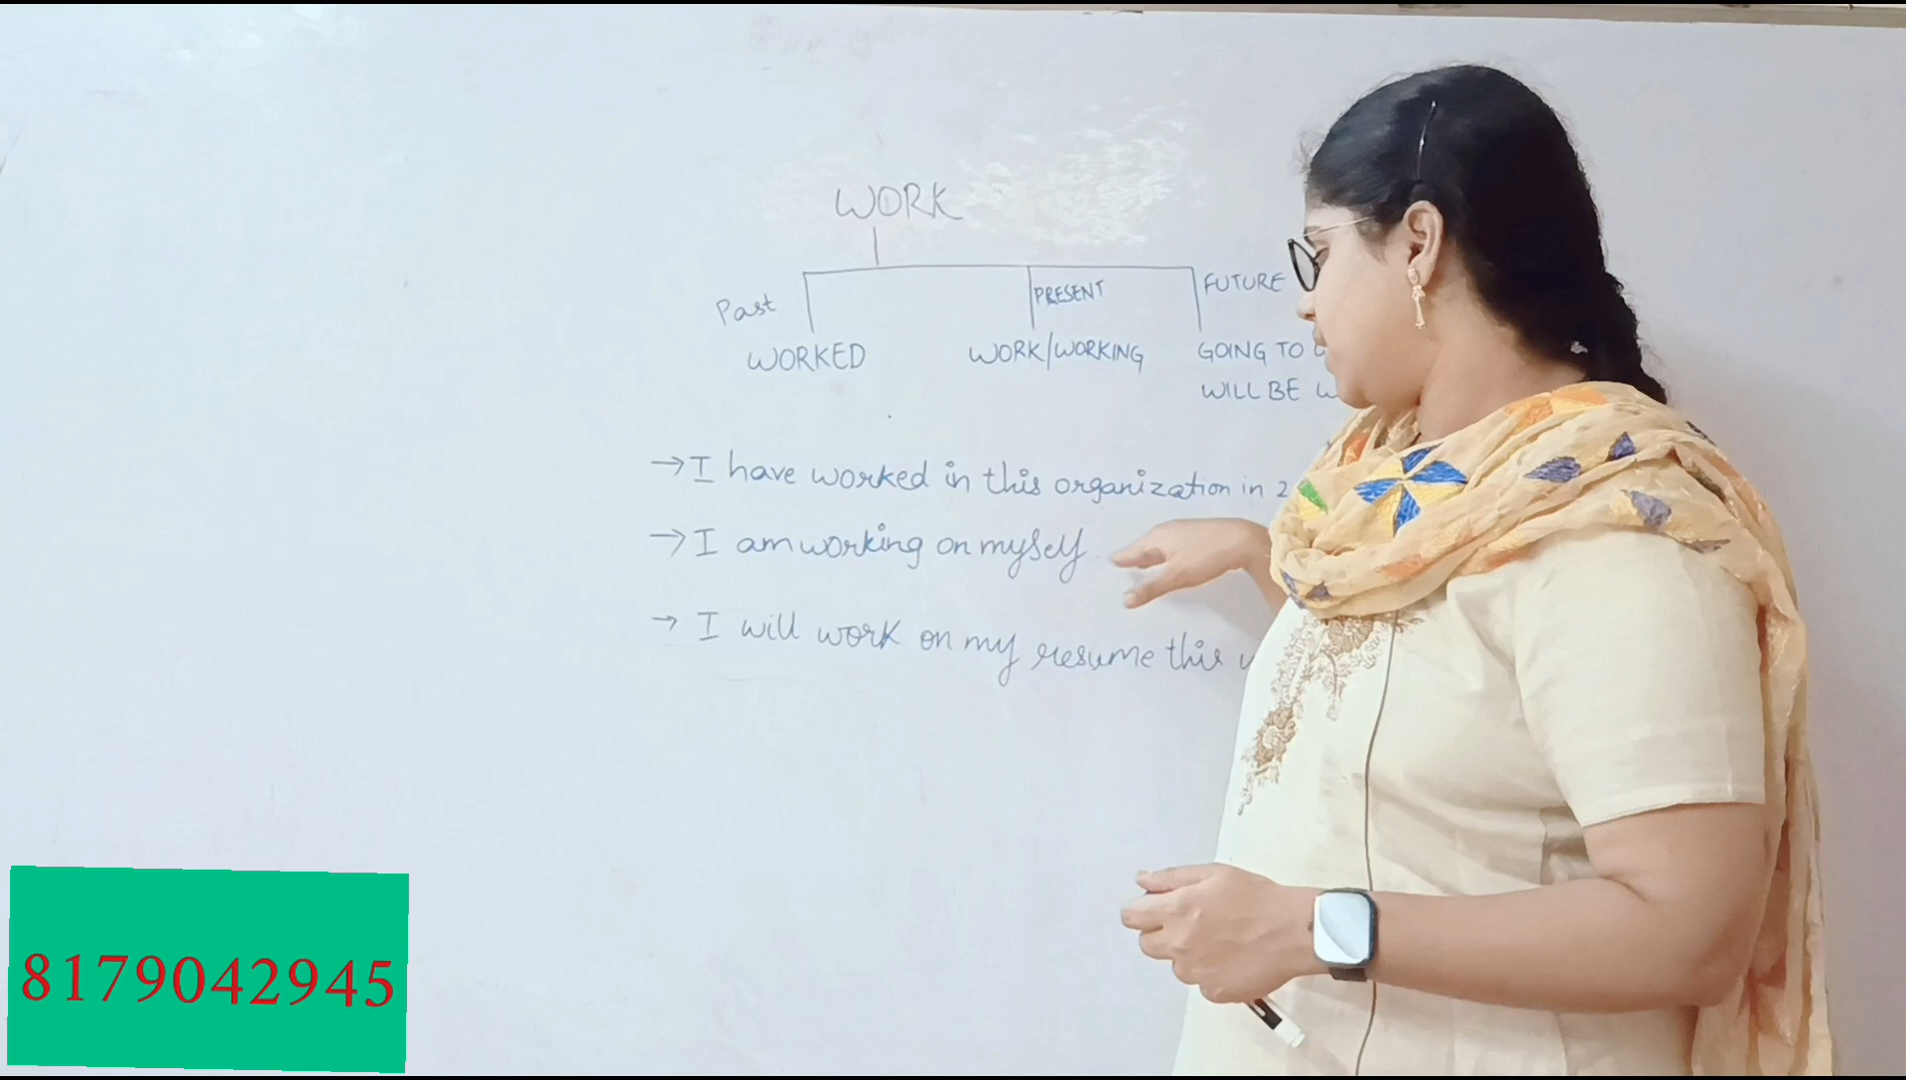 WORK
Past PRESENT FUTURE
WORKED WORK/WORKING GOING TO
WILL BE
→ I have worked in this organization in 2
→ I am working on myself
→ I will work on my resume this
8179042945